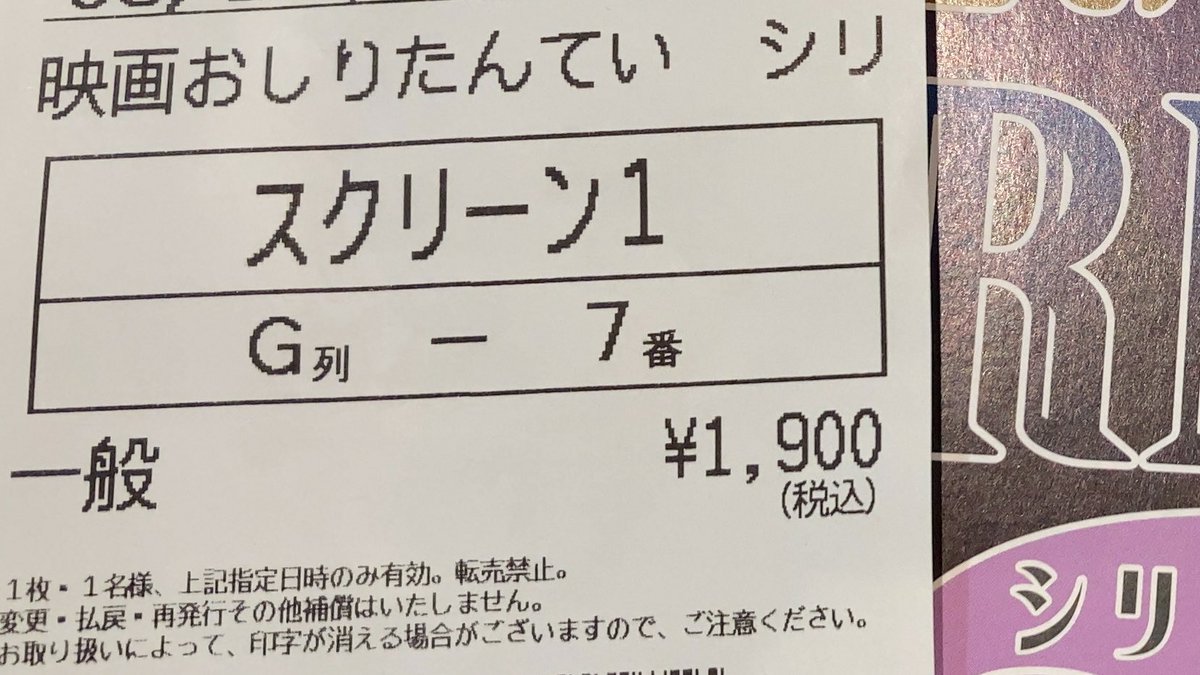 映画おしりたんてい シリ
スクリーン1
G列 － 7番
一般 ¥1,900
(税込)
1枚・1名様、上記指定日時のみ有効。転売禁止。
変更・払戻・再発行その他補償はいたしません。
お取り扱いによって、印字が消える場合がございますので、ご注意ください。
R
シリ